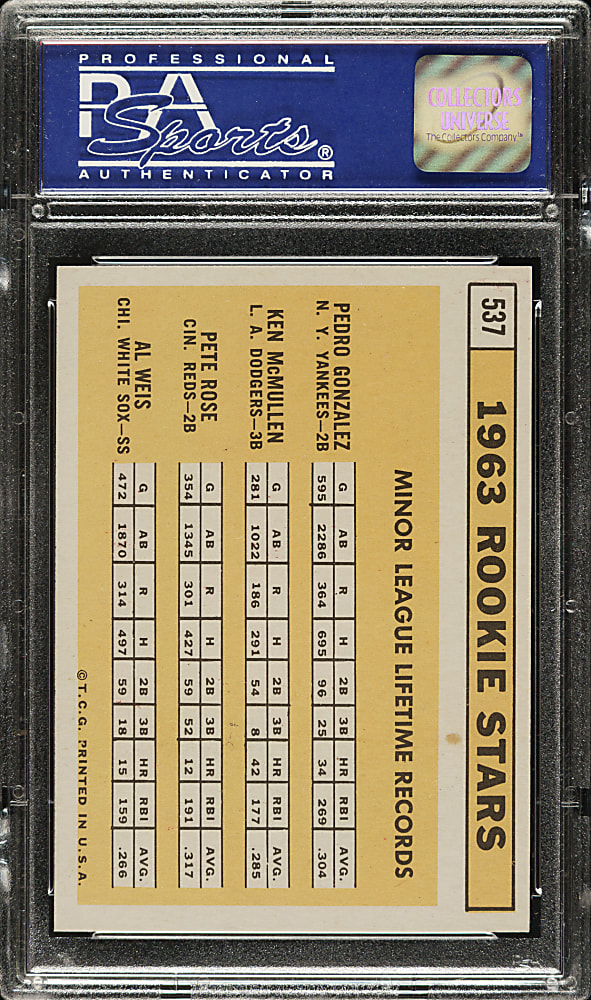 PROFESSIONAL
PSA
Sports®
AUTHENTICATOR
COLLECTORS
UNIVERSE
The Collectors Company™
537
1963 ROOKIE STARS
MINOR LEAGUE LIFETIME RECORDS
PEDRO GONZALEZ
N. Y. YANKEES—2B
G AB R H 2B 3B HR RBI AVG.
595 2286 364 695 96 25 34 269 .304
KEN McMULLEN
L. A. DODGERS—3B
G AB R H 2B 3B HR RBI AVG.
281 1022 186 291 54 8 42 177 .285
PETE ROSE
CIN. REDS—2B
G AB R H 2B 3B HR RBI AVG.
354 1345 301 427 59 52 12 191 .317
AL WEIS
CHI. WHITE SOX—SS
G AB R H 2B 3B HR RBI AVG.
472 1870 314 497 59 18 15 159 .266
© T.C.G. PRINTED IN U.S.A.